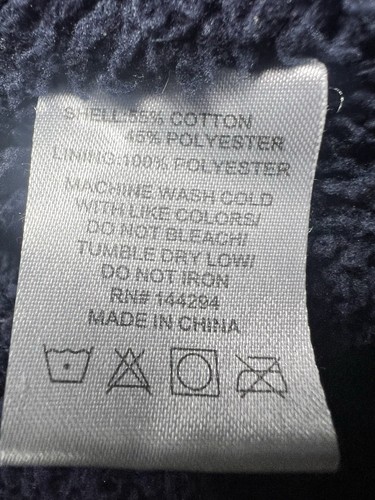 SHELL:55% COTTON
45% POLYESTER
LINING:100% POLYESTER
MACHINE WASH COLD
WITH LIKE COLORS/
DO NOT BLEACH/
TUMBLE DRY LOW/
DO NOT IRON
RN# 144294
MADE IN CHINA